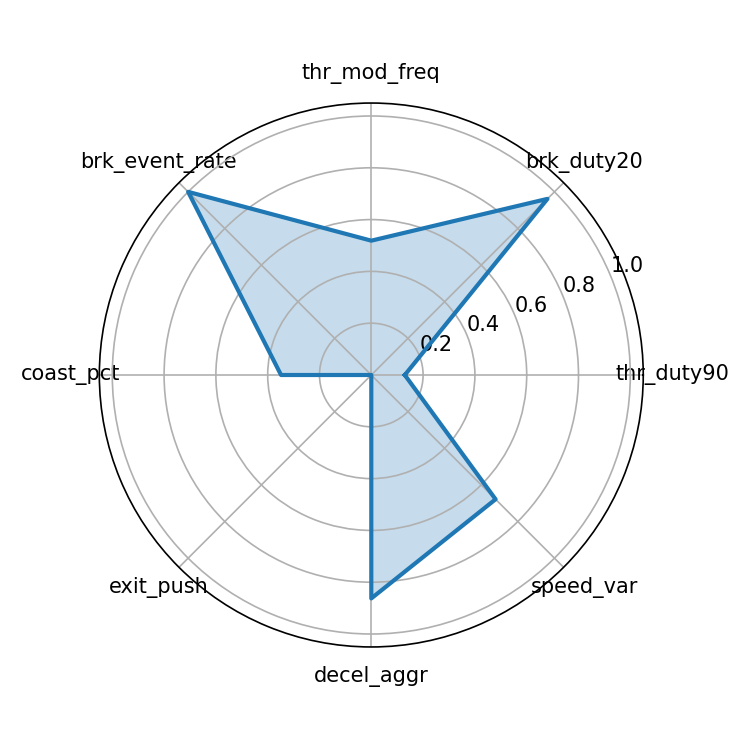 thr_mod_freq
brk_event_rate
brk_duty20
1.0
0.8
0.6
0.4
0.2
coast_pct
thr_duty90
exit_push
speed_var
decel_aggr